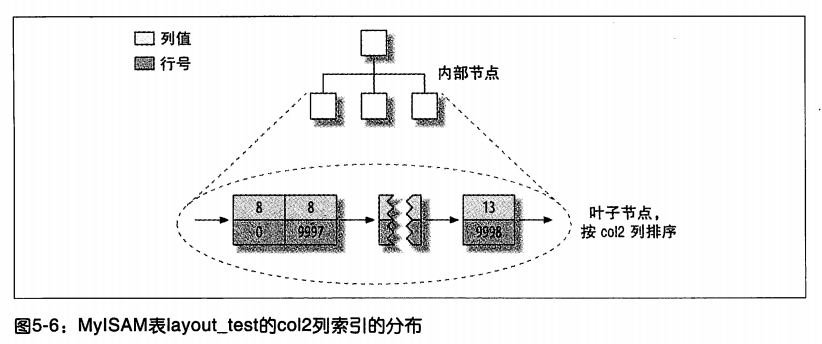 列值
行号
内部节点
8 8 13
0 9997 9998
叶子节点，
按 col2 列排序
图5-6：MyISAM表layout_test的col2列索引的分布